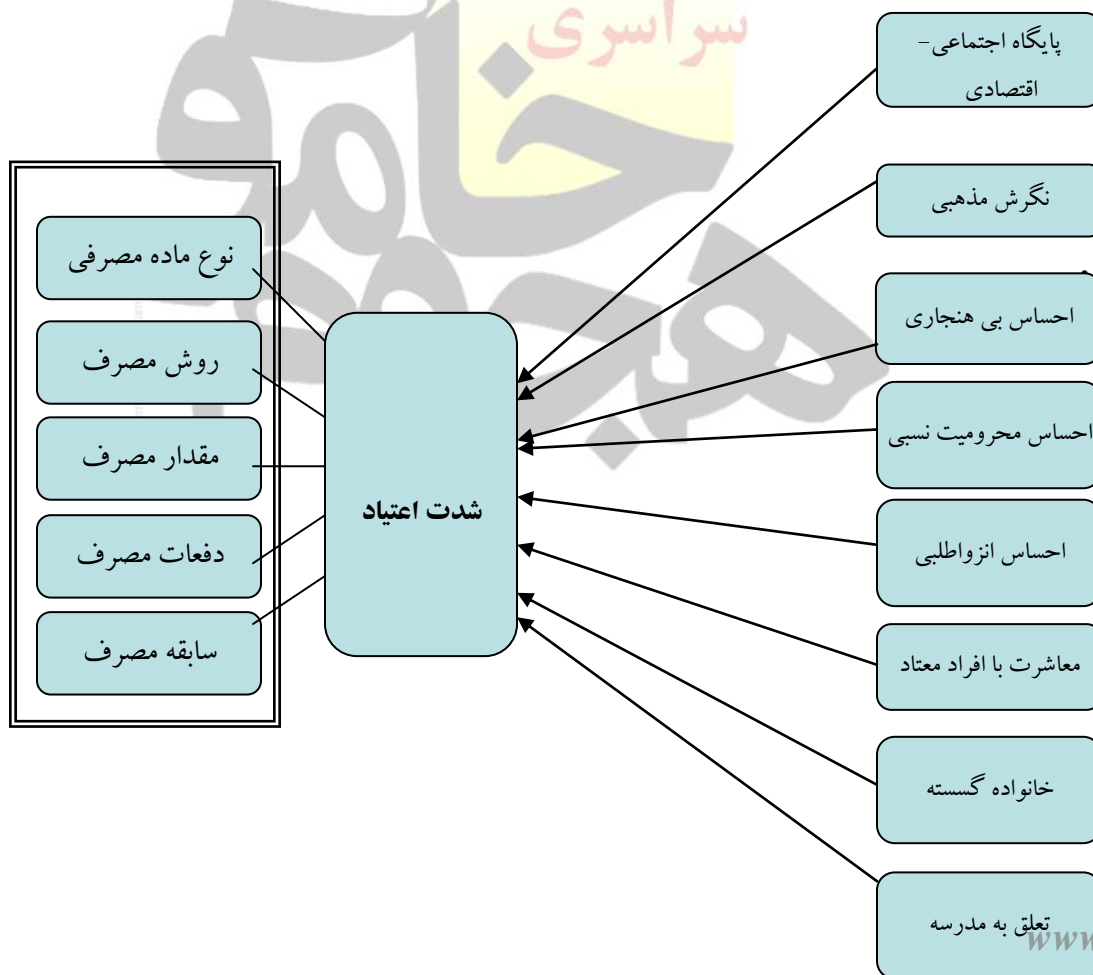 سراسری
پایگاه اجتماعی-
اقتصادی
نگرش مذهبی
احساس بی هنجاری
احساس محرومیت نسبی
احساس انزواطلبی
معاشرت با افراد معتاد
خانواده گسسته
تعلق به مدرسه
شدت اعتیاد
نوع ماده مصرفی
روش مصرف
مقدار مصرف
دفعات مصرف
سابقه مصرف
www